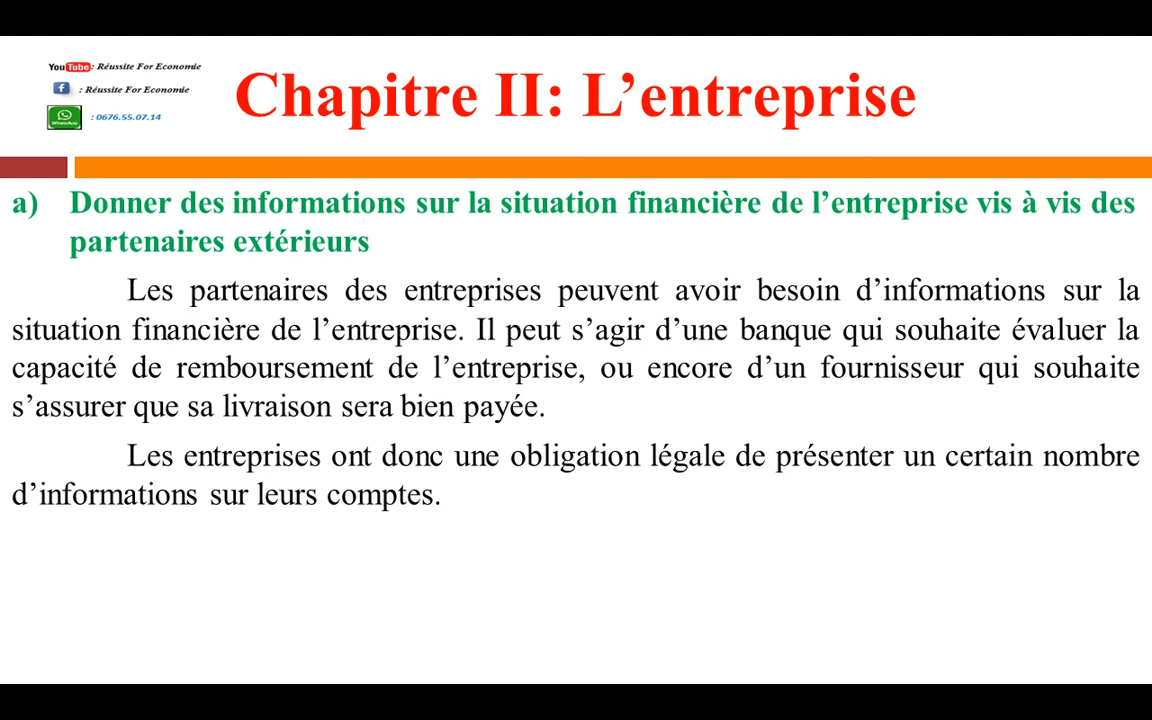 YouTube : Réussite For Economie
f : Réussite For Economie
WhatsApp : 0676.55.07.14
Chapitre II: L’entreprise
a) Donner des informations sur la situation financière de l’entreprise vis à vis des
partenaires extérieurs
Les partenaires des entreprises peuvent avoir besoin d’informations sur la
situation financière de l’entreprise. Il peut s’agir d’une banque qui souhaite évaluer la
capacité de remboursement de l’entreprise, ou encore d’un fournisseur qui souhaite
s’assurer que sa livraison sera bien payée.
Les entreprises ont donc une obligation légale de présenter un certain nombre
d’informations sur leurs comptes.